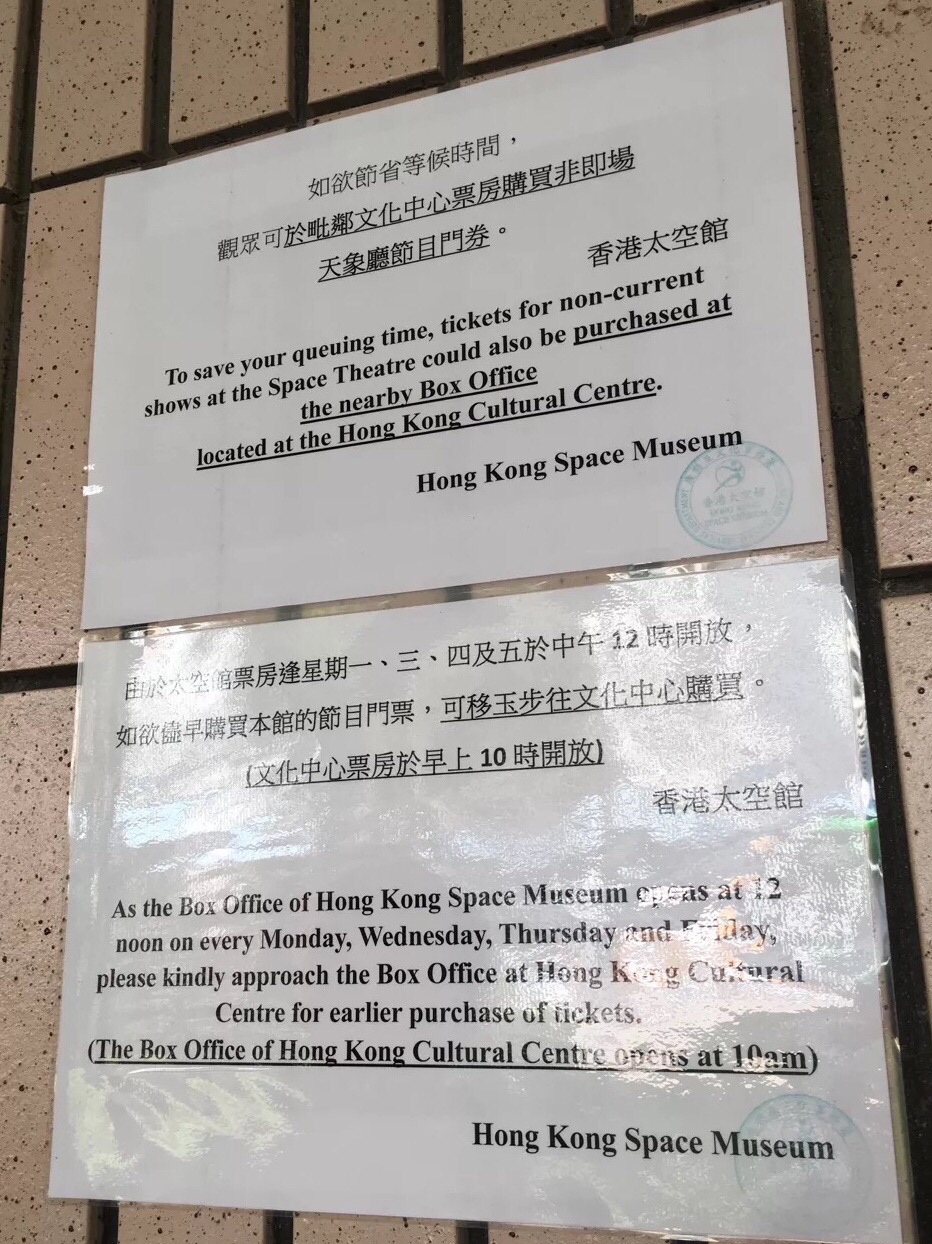 如欲節省等候時間，
觀眾可於毗鄰文化中心票房購買非即場
天象廳節目門券。
香港太空館
To save your queuing time, tickets for non-current
shows at the Space Theatre could also be purchased at
the nearby Box Office
located at the Hong Kong Cultural Centre.
Hong Kong Space Museum
香港太空館
由於太空館票房逢星期一、三、四及五於中午 12 時開放，
如欲儘早購買本館的節目門票，可移玉步往文化中心購買。
(文化中心票房於早上 10 時開放)
香港太空館
As the Box Office of Hong Kong Space Museum opens at 12
noon on every Monday, Wednesday, Thursday and Friday,
please kindly approach the Box Office at Hong Kong Cultural
Centre for earlier purchase of tickets.
(The Box Office of Hong Kong Cultural Centre opens at 10am)
Hong Kong Space Museum